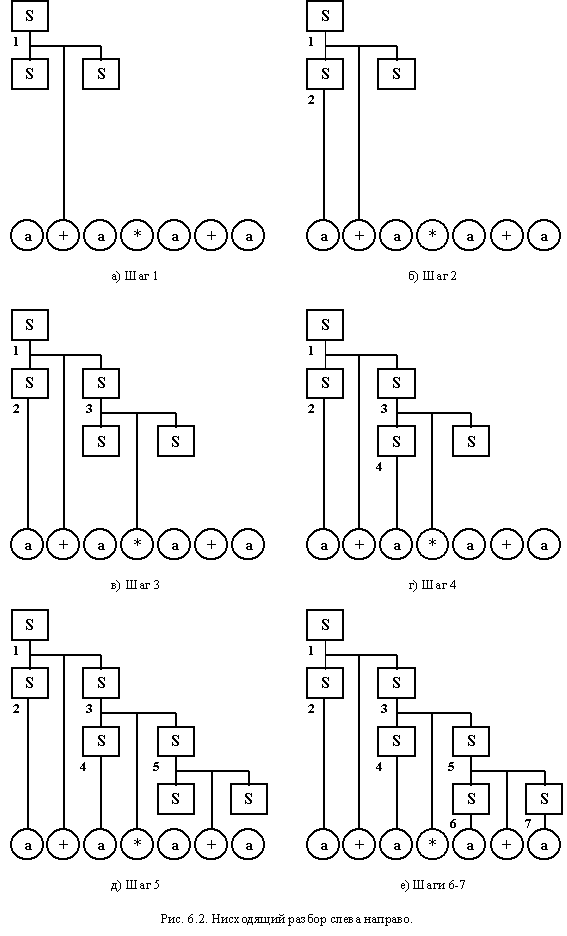 S
1
S S
a + a * a + a
а) Шаг 1
S
1
S S
2
a + a * a + a
б) Шаг 2
S
1
S S
2 3
S S
a + a * a + a
в) Шаг 3
S
1
S S
2 3
S S
4
a + a * a + a
г) Шаг 4
S
1
S S
2 3
S S
4 5
S S
a + a * a + a
д) Шаг 5
S
1
S S
2 3
S S
4 5
S S
6 7
a + a * a + a
е) Шаги 6-7
Рис. 6.2. Нисходящий разбор слева направо.